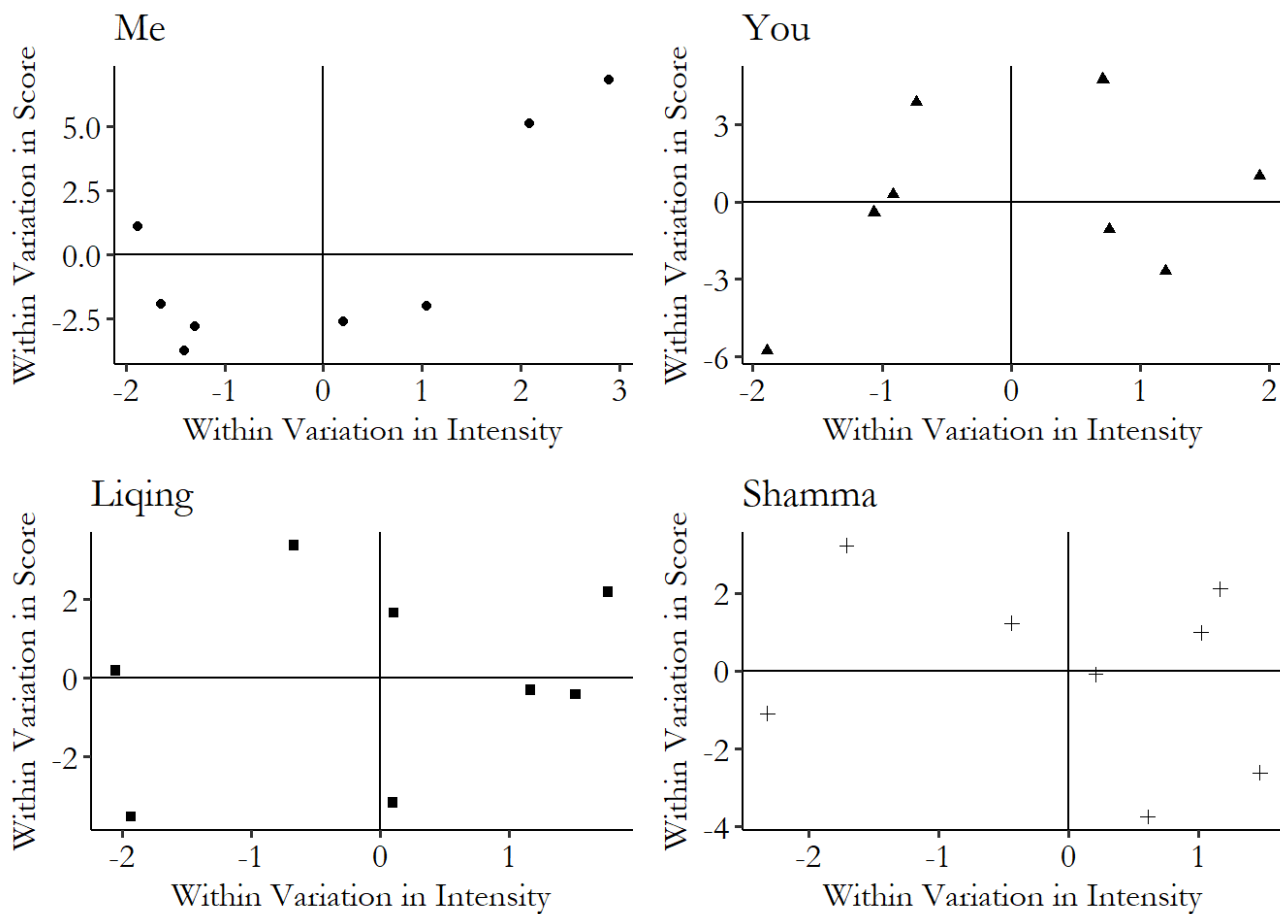 Me
Within Variation in Score
5.0
2.5
0.0
-2.5
-2 -1 0 1 2 3
Within Variation in Intensity
You
Within Variation in Score
3
0
-3
-6
-2 -1 0 1 2
Within Variation in Intensity
Liqing
Within Variation in Score
2
0
-2
-2 -1 0 1
Within Variation in Intensity
Shamma
Within Variation in Score
2
0
-2
-4
-2 -1 0 1
Within Variation in Intensity